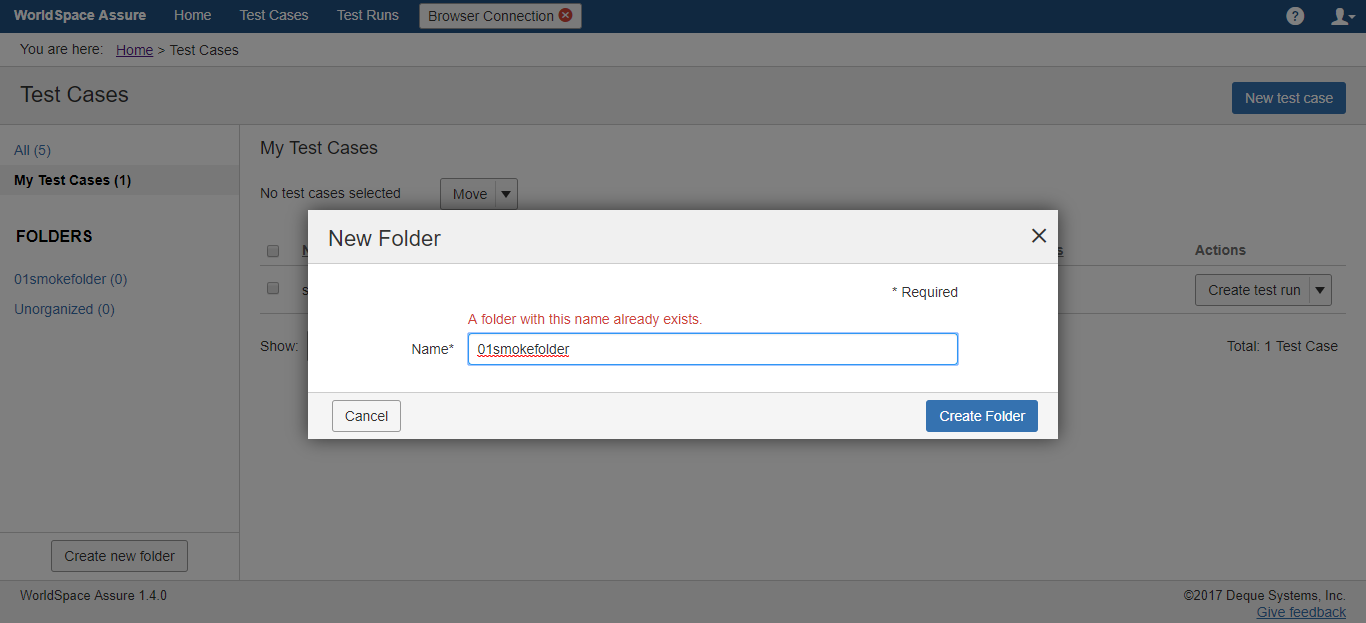 WorldSpace Assure Home Test Cases Test Runs Browser Connection ?
You are here: Home > Test Cases
Test Cases
New test case
All (5)
My Test Cases (1)
FOLDERS
01smokefolder (0)
Unorganized (0)
Create new folder
My Test Cases
No test cases selected Move
Actions
Create test run
Show:
Total: 1 Test Case
New Folder
* Required
A folder with this name already exists.
Name* 01smokefolder
Cancel Create Folder
WorldSpace Assure 1.4.0
©2017 Deque Systems, Inc.
Give feedback